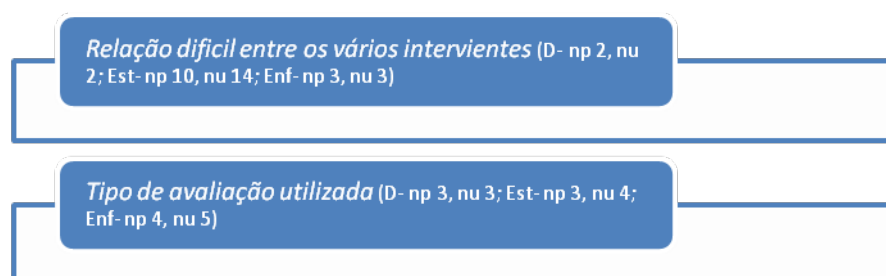 Relação dificil entre os vários intervientes (D- np 2, nu
2; Est- np 10, nu 14; Enf- np 3, nu 3)
Tipo de avaliação utilizada (D- np 3, nu 3; Est- np 3, nu 4;
Enf- np 4, nu 5)